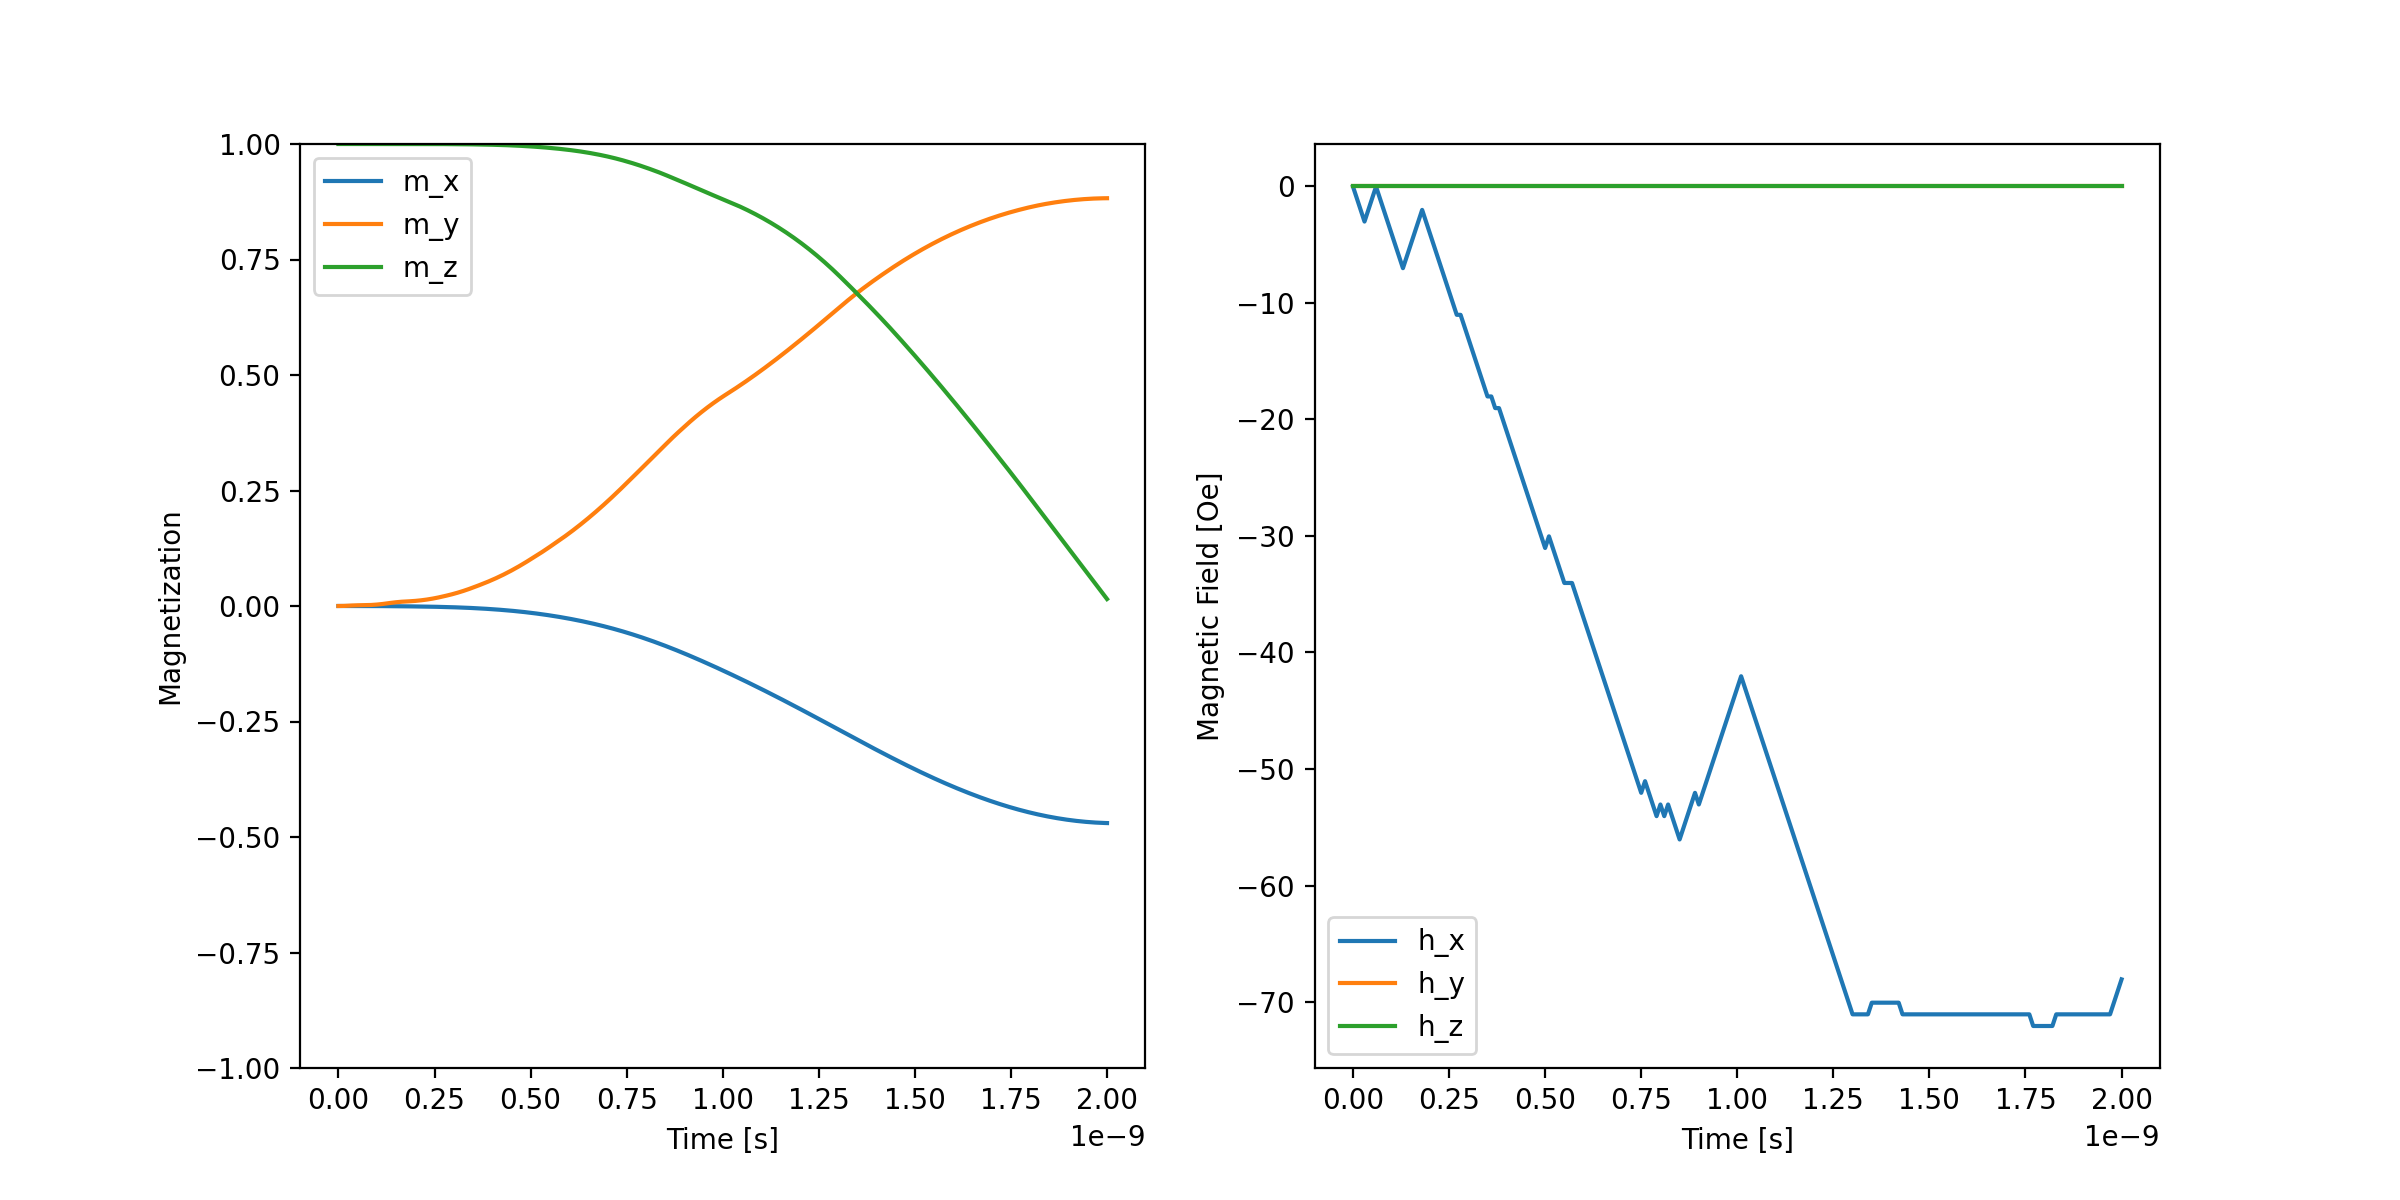 1.00
0.75
0.50
0.25
0.00
−0.25
−0.50
−0.75
−1.00
Magnetization
m_x
m_y
m_z
0.00 0.25 0.50 0.75 1.00 1.25 1.50 1.75 2.00
Time [s]
1e−9
0
−10
−20
−30
−40
−50
−60
−70
Magnetic Field [Oe]
h_x
h_y
h_z
0.00 0.25 0.50 0.75 1.00 1.25 1.50 1.75 2.00
Time [s]
1e−9